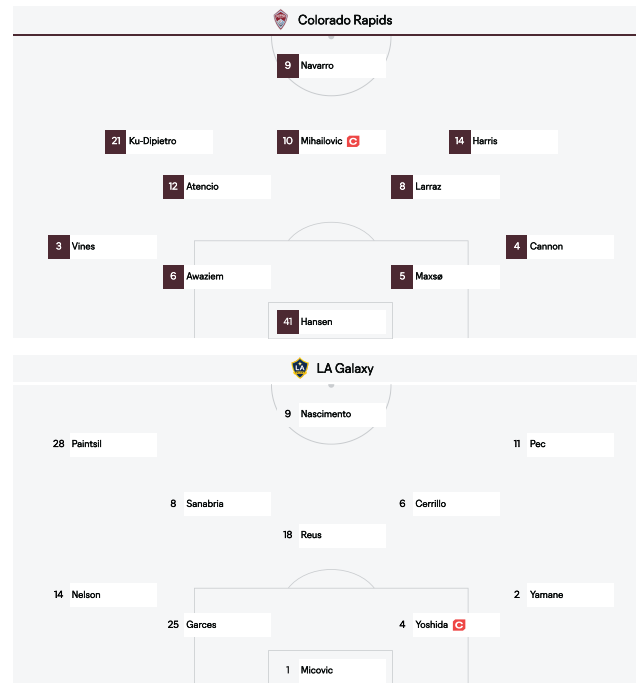 Colorado Rapids
9 Navarro
21 Ku-Dipietro 10 Mihailovic C 14 Harris
12 Atencio 8 Larraz
3 Vines 4 Cannon
6 Awaziem 5 Maxsø
41 Hansen
LA Galaxy
9 Nascimento
28 Paintsil 11 Pec
8 Sanabria 6 Cerrillo
18 Reus
14 Nelson 2 Yamane
25 Garces 4 Yoshida C
1 Micovic